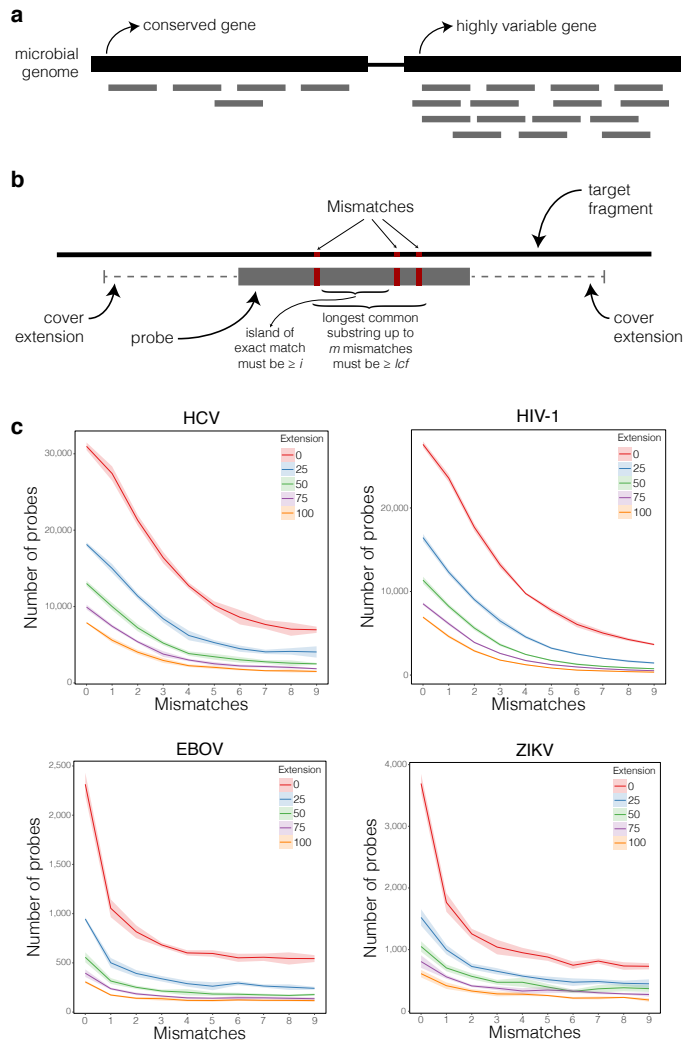 a
conserved gene
highly variable gene
microbial
genome
b
Mismatches
target
fragment
cover
extension
probe
island of
exact match
must be ≥ i
longest common
substring up to
m mismatches
must be ≥ lcf
cover
extension
c
HCV
Number of probes
30,000
20,000
10,000
0
0 1 2 3 4 5 6 7 8 9
Mismatches
Extension
0
25
50
75
100
HIV-1
Number of probes
20,000
10,000
0
0 1 2 3 4 5 6 7 8 9
Mismatches
Extension
0
25
50
75
100
EBOV
Number of probes
2,500
2,000
1,500
1,000
500
0
0 1 2 3 4 5 6 7 8 9
Mismatches
Extension
0
25
50
75
100
ZIKV
Number of probes
4,000
3,000
2,000
1,000
0
0 1 2 3 4 5 6 7 8 9
Mismatches
Extension
0
25
50
75
100